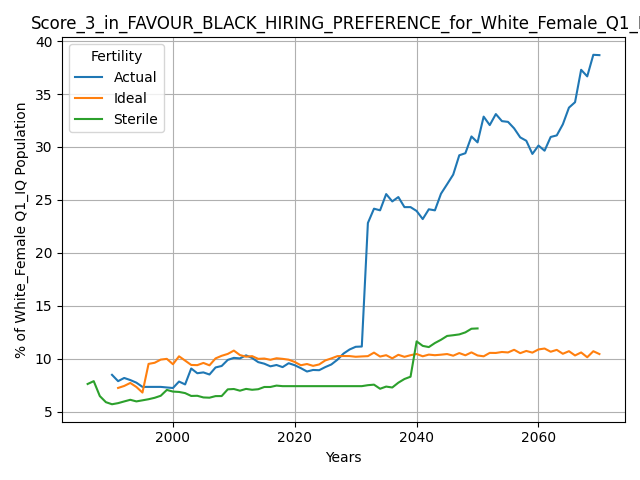 Score_3_in_FAVOUR_BLACK_HIRING_PREFERENCE_for_White_Female_Q1_I
Fertility
Actual
Ideal
Sterile
% of White_Female Q1_IQ Population
40
35
30
25
20
15
10
5
2000 2020 2040 2060
Years